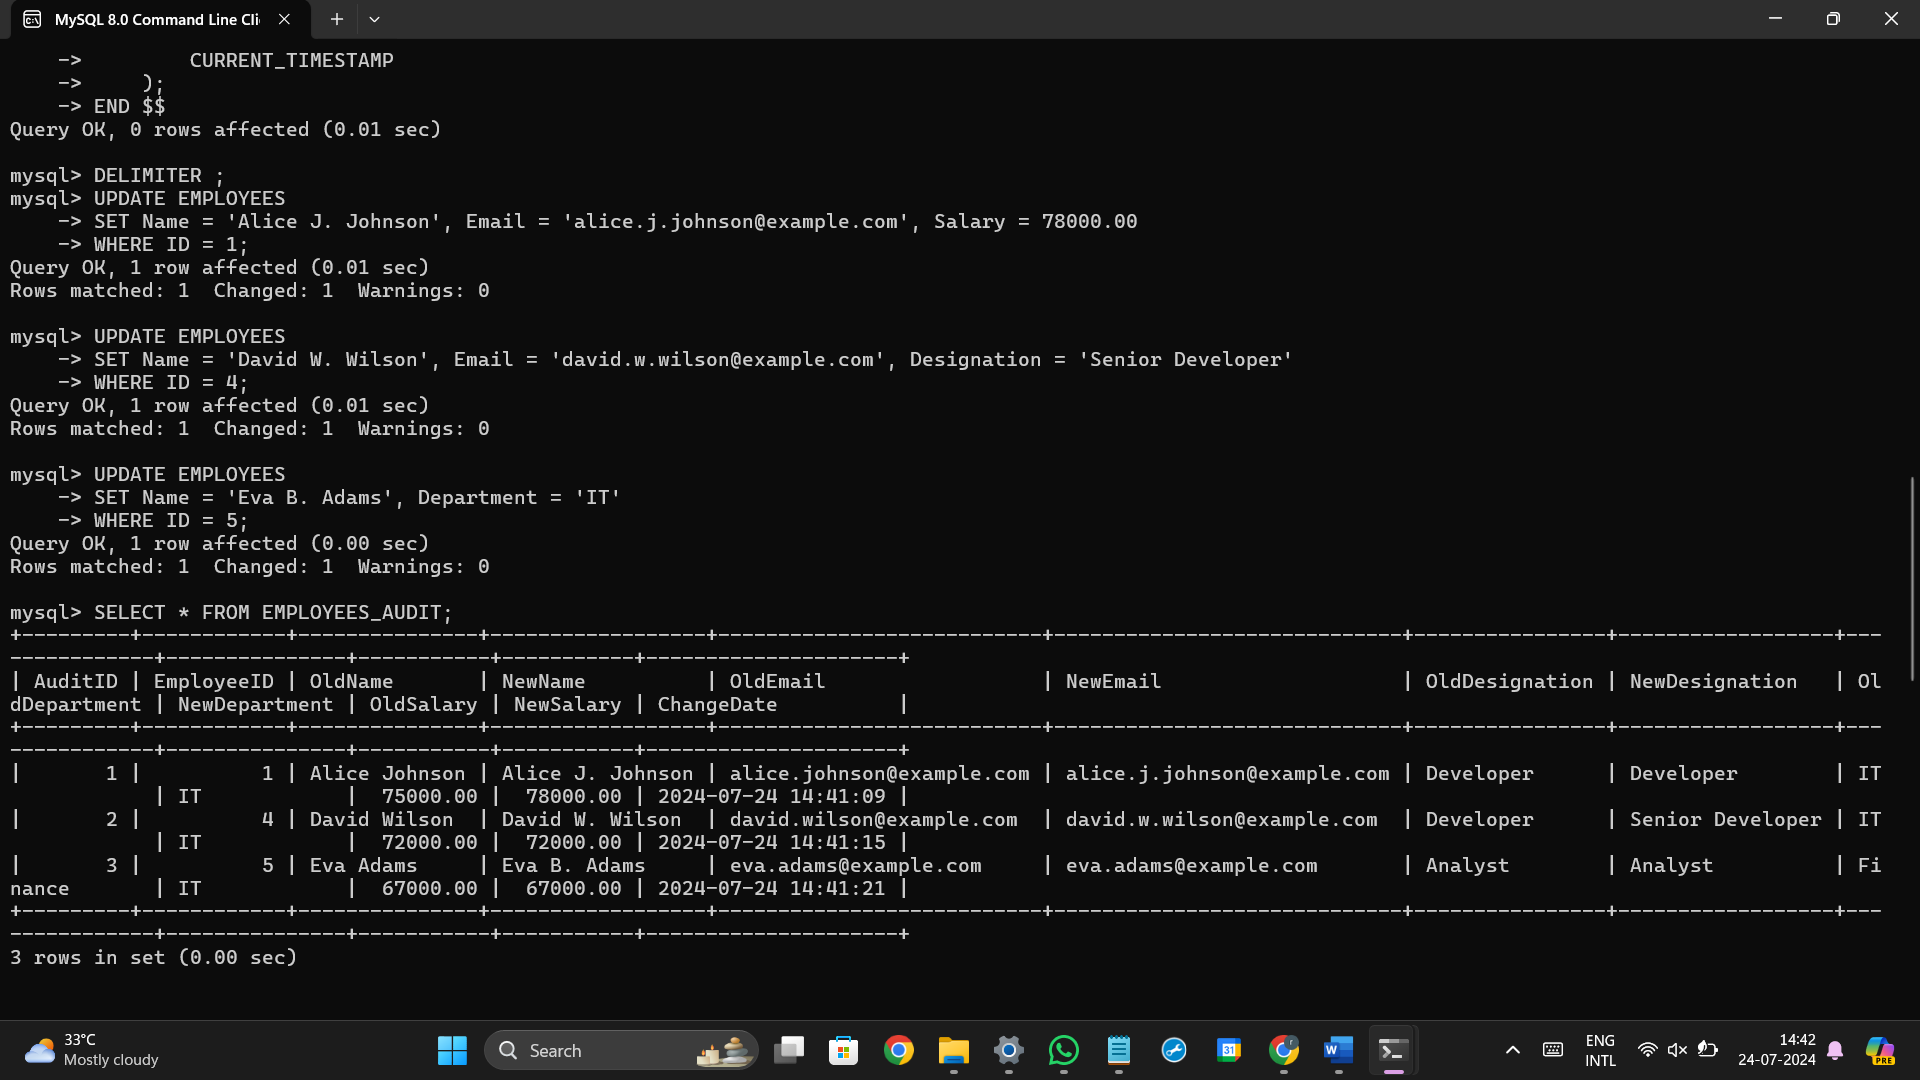 MySQL 8.0 Command Line Cli
    ->         CURRENT_TIMESTAMP
    ->     );
    -> END $$
Query OK, 0 rows affected (0.01 sec)
mysql> DELIMITER ;
mysql> UPDATE EMPLOYEES
    -> SET Name = 'Alice J. Johnson', Email = 'alice.j.johnson@example.com', Salary = 78000.00
    -> WHERE ID = 1;
Query OK, 1 row affected (0.01 sec)
Rows matched: 1  Changed: 1  Warnings: 0
mysql> UPDATE EMPLOYEES
    -> SET Name = 'David W. Wilson', Email = 'david.w.wilson@example.com', Designation = 'Senior Developer'
    -> WHERE ID = 4;
Query OK, 1 row affected (0.01 sec)
Rows matched: 1  Changed: 1  Warnings: 0
mysql> UPDATE EMPLOYEES
    -> SET Name = 'Eva B. Adams', Department = 'IT'
    -> WHERE ID = 5;
Query OK, 1 row affected (0.00 sec)
Rows matched: 1  Changed: 1  Warnings: 0
mysql> SELECT * FROM EMPLOYEES_AUDIT;
+---------+------------+---------------+------------------+---------------------------+-----------------------------+----------------+------------------+---
------------+---------------+-----------+-----------+---------------------+
| AuditID | EmployeeID | OldName       | NewName          | OldEmail                  | NewEmail                    | OldDesignation | NewDesignation   | Ol
dDepartment | NewDepartment | OldSalary | NewSalary | ChangeDate          |
+---------+------------+---------------+------------------+---------------------------+-----------------------------+----------------+------------------+---
------------+---------------+-----------+-----------+---------------------+
|       1 |          1 | Alice Johnson | Alice J. Johnson | alice.johnson@example.com | alice.j.johnson@example.com | Developer      | Developer        | IT
            | IT            |  75000.00 |  78000.00 | 2024-07-24 14:41:09 |
|       2 |          4 | David Wilson  | David W. Wilson  | david.wilson@example.com  | david.w.wilson@example.com  | Developer      | Senior Developer | IT
            | IT            |  72000.00 |  72000.00 | 2024-07-24 14:41:15 |
|       3 |          5 | Eva Adams     | Eva B. Adams     | eva.adams@example.com     | eva.adams@example.com       | Analyst        | Analyst          | Fi
nance       | IT            |  67000.00 |  67000.00 | 2024-07-24 14:41:21 |
+---------+------------+---------------+------------------+---------------------------+-----------------------------+----------------+------------------+---
------------+---------------+-----------+-----------+---------------------+
3 rows in set (0.00 sec)
33°C
Mostly cloudy
Search
31
W
PRE
ENG
INTL
14:42
24-07-2024